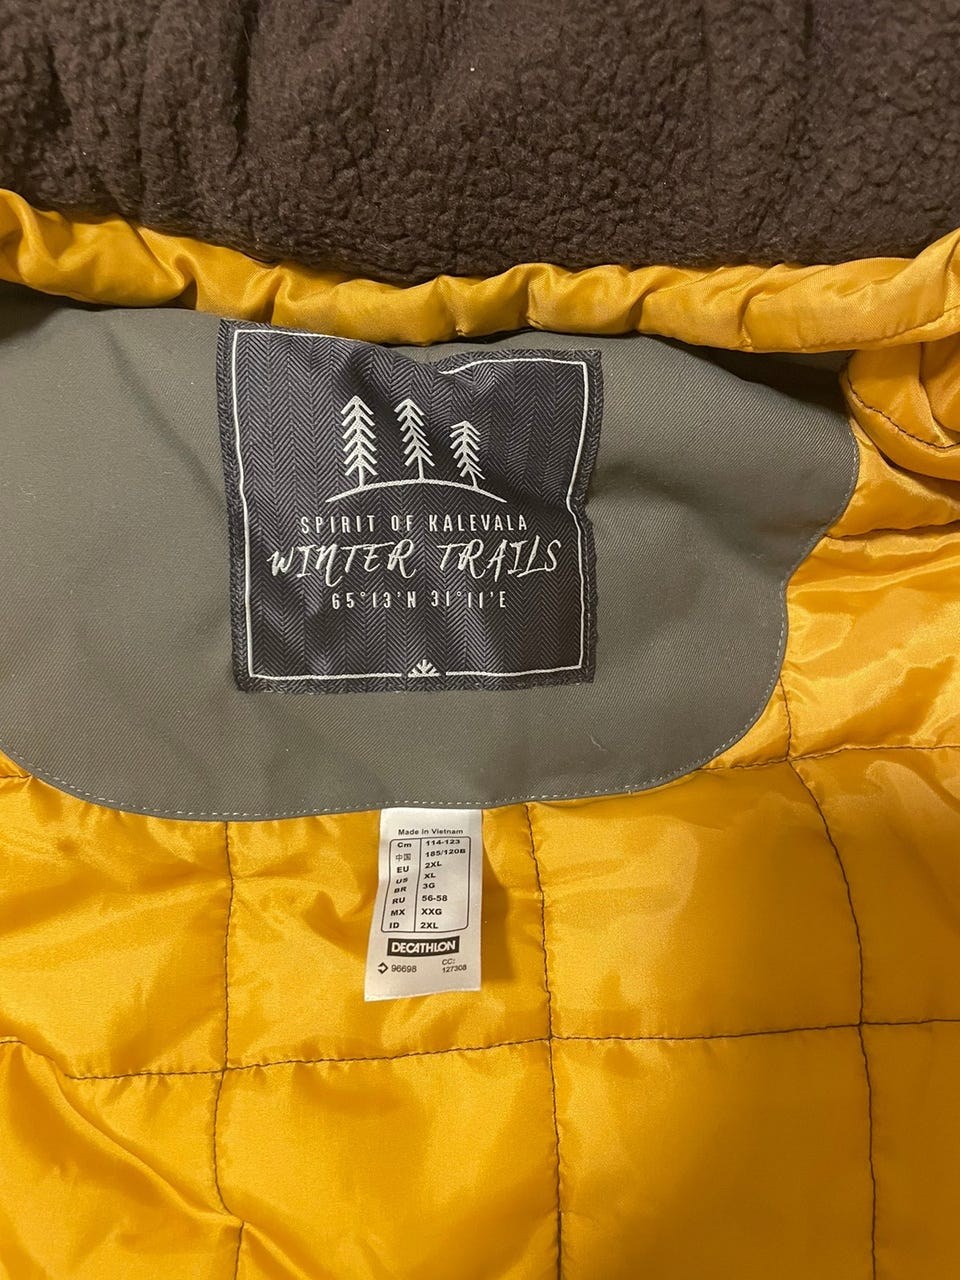 SPIRIT OF KALEVALA
WINTER TRAILS
65°13'N 31°11'E
Made in Vietnam
Cm 114-123
中国 185/120B
EU 2XL
US XL
BR 3G
RU 56-58
MX XXG
ID 2XL
DECATHLON
96698 CC: 127308